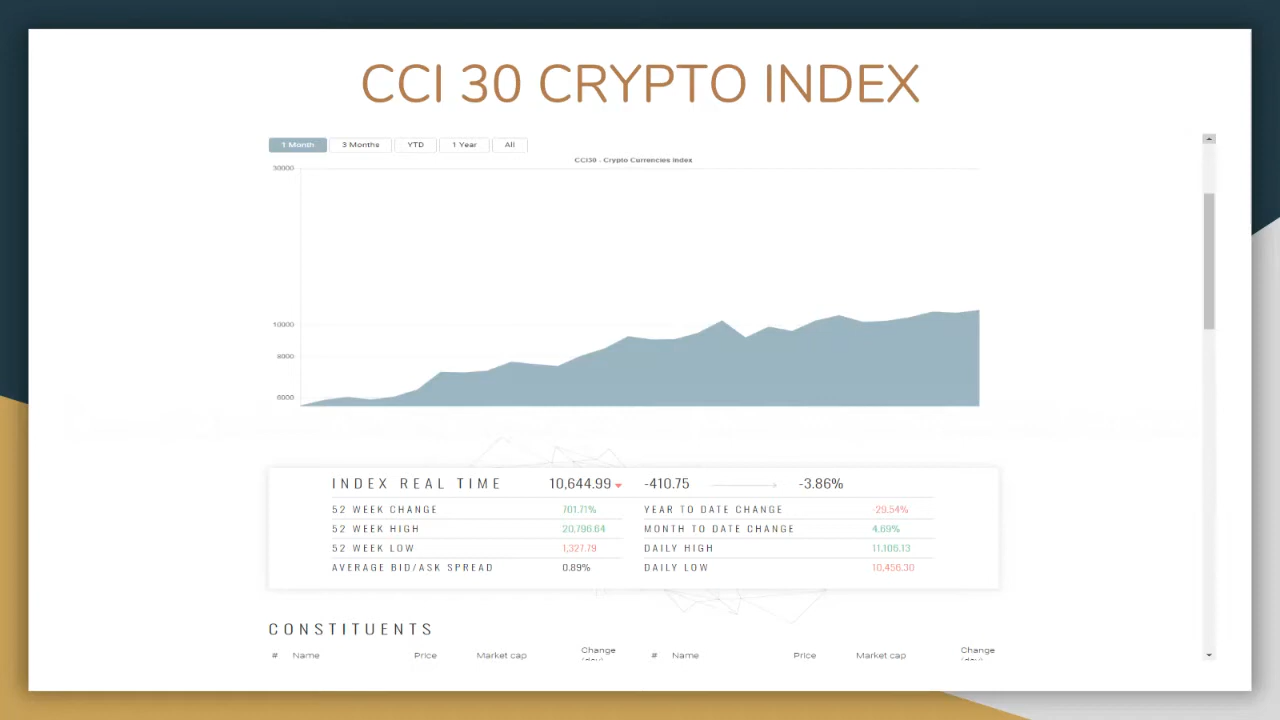 CCI 30 CRYPTO INDEX
1 Month 3 Months YTD 1 Year All
CCI30 - Crypto Currencies Index
30000
10000
8000
6000
INDEX REAL TIME 10,644.99 -410.75 -3.86%
52 WEEK CHANGE 701.71% YEAR TO DATE CHANGE -29.54%
52 WEEK HIGH 20,796.64 MONTH TO DATE CHANGE 4.69%
52 WEEK LOW 1,327.79 DAILY HIGH 11,106.13
AVERAGE BID/ASK SPREAD 0.89% DAILY LOW 10,456.30
CONSTITUENTS
# Name Price Market cap Change # Name Price Market cap Change